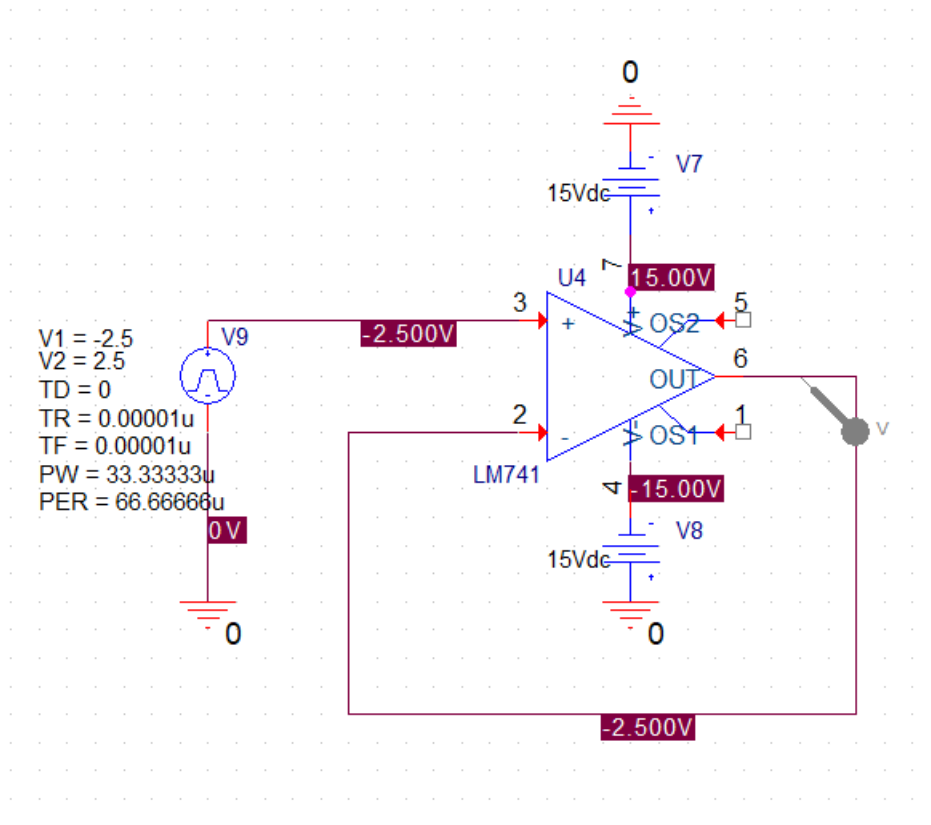 0
V7
15Vdc
-
+
7
15.00V
U4
3
+
V+
OS2
5
-2.500V
V1 = -2.5
V9
V2 = 2.5
TD = 0
TR = 0.00001u
TF = 0.00001u
PW = 33.33333u
PER = 66.66666u
0V
0
6
OUT
V
2
-
V-
OS1
1
LM741
4
-15.00V
-
V8
15Vdc
+
0
-2.500V